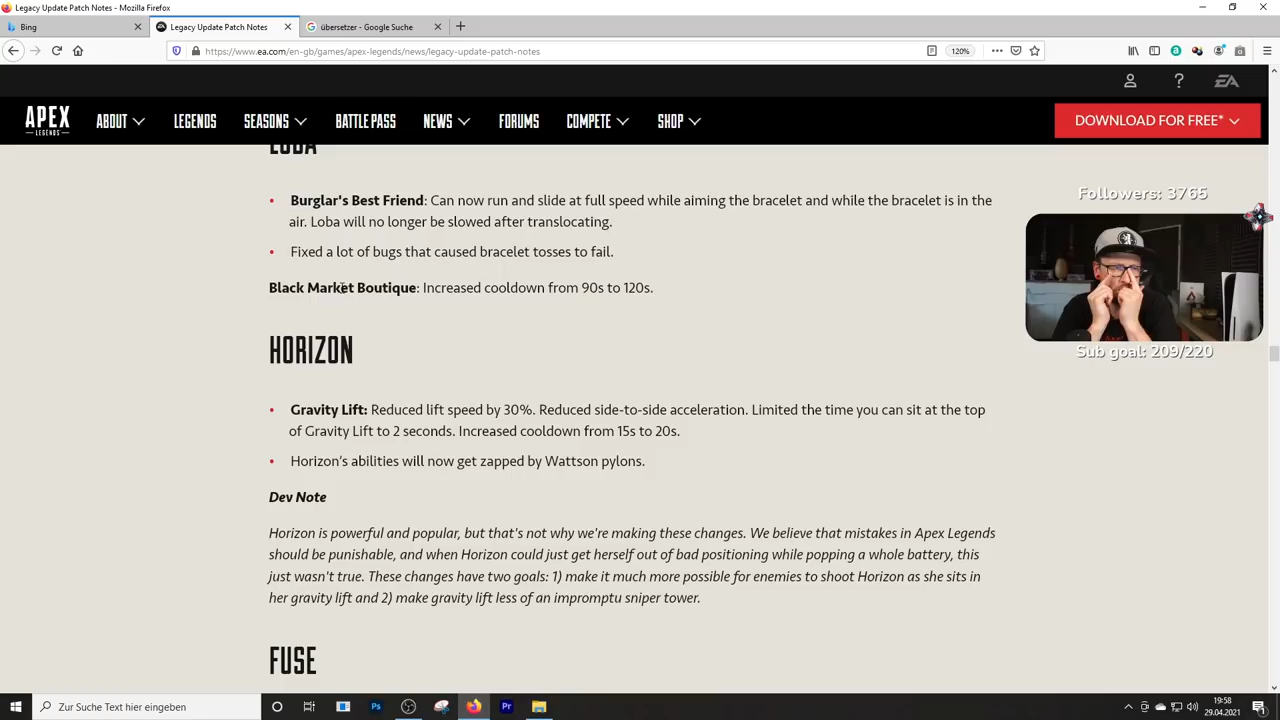 Legacy Update Patch Notes - Mozilla Firefox
Bing
Legacy Update Patch Notes
übersetzer - Google Suche
https://www.ea.com/en-gb/games/apex-legends/news/legacy-update-patch-notes
120%
EA
APEX
LEGENDS
ABOUT
LEGENDS
SEASONS
BATTLE PASS
NEWS
FORUMS
COMPETE
SHOP
DOWNLOAD FOR FREE*
LOBA
• Burglar's Best Friend: Can now run and slide at full speed while aiming the bracelet and while the bracelet is in the
air. Loba will no longer be slowed after translocating.
• Fixed a lot of bugs that caused bracelet tosses to fail.
Black Market Boutique: Increased cooldown from 90s to 120s.
Followers: 3765
Sub goal: 209/220
HORIZON
• Gravity Lift: Reduced lift speed by 30%. Reduced side-to-side acceleration. Limited the time you can sit at the top
of Gravity Lift to 2 seconds. Increased cooldown from 15s to 20s.
• Horizon’s abilities will now get zapped by Wattson pylons.
Dev Note
Horizon is powerful and popular, but that's not why we're making these changes. We believe that mistakes in Apex Legends
should be punishable, and when Horizon could just get herself out of bad positioning while popping a whole battery, this
just wasn't true. These changes have two goals: 1) make it much more possible for enemies to shoot Horizon as she sits in
her gravity lift and 2) make gravity lift less of an impromptu sniper tower.
FUSE
Zur Suche Text hier eingeben
Ps
Pr
19:58
29.04.2021